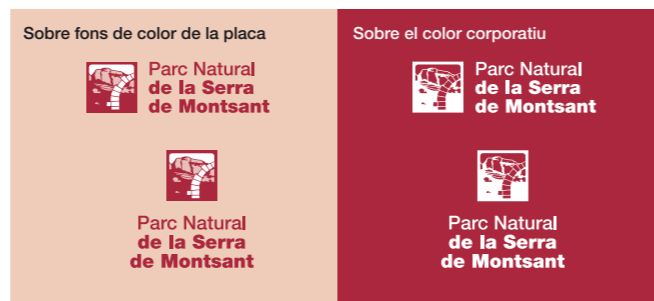 Sobre fons de color de la placa
Parc Natural
de la Serra
de Montsant
Parc Natural
de la Serra
de Montsant
Sobre el color corporatiu
Parc Natural
de la Serra
de Montsant
Parc Natural
de la Serra
de Montsant